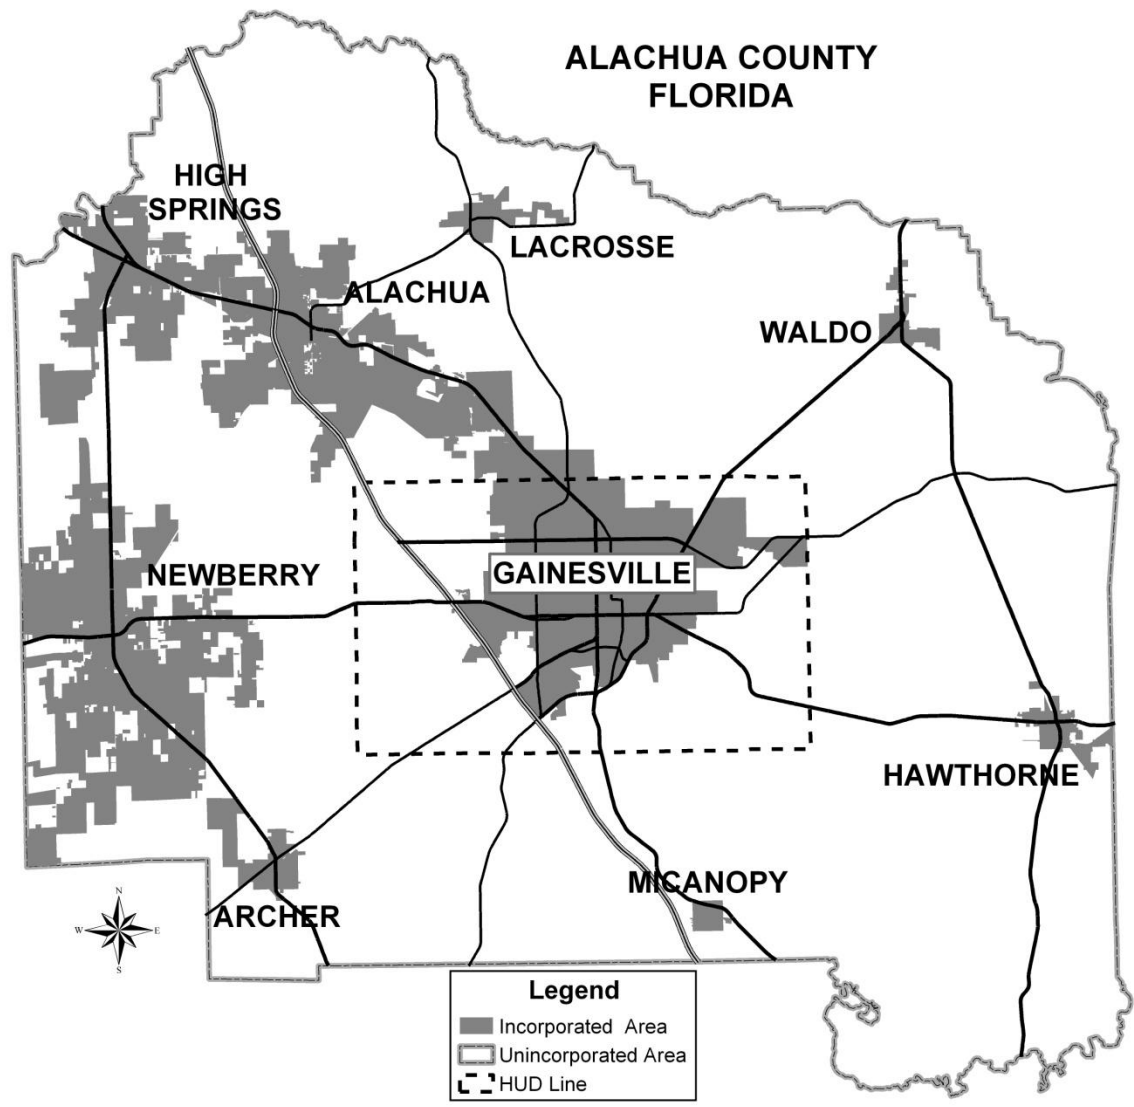 ALACHUA COUNTY
FLORIDA
HIGH
SPRINGS
LACROSSE
ALACHUA
WALDO
NEWBERRY
GAINESVILLE
HAWTHORNE
MICANOPY
ARCHER
N
W
E
S
Legend
Incorporated Area
Unincorporated Area
HUD Line